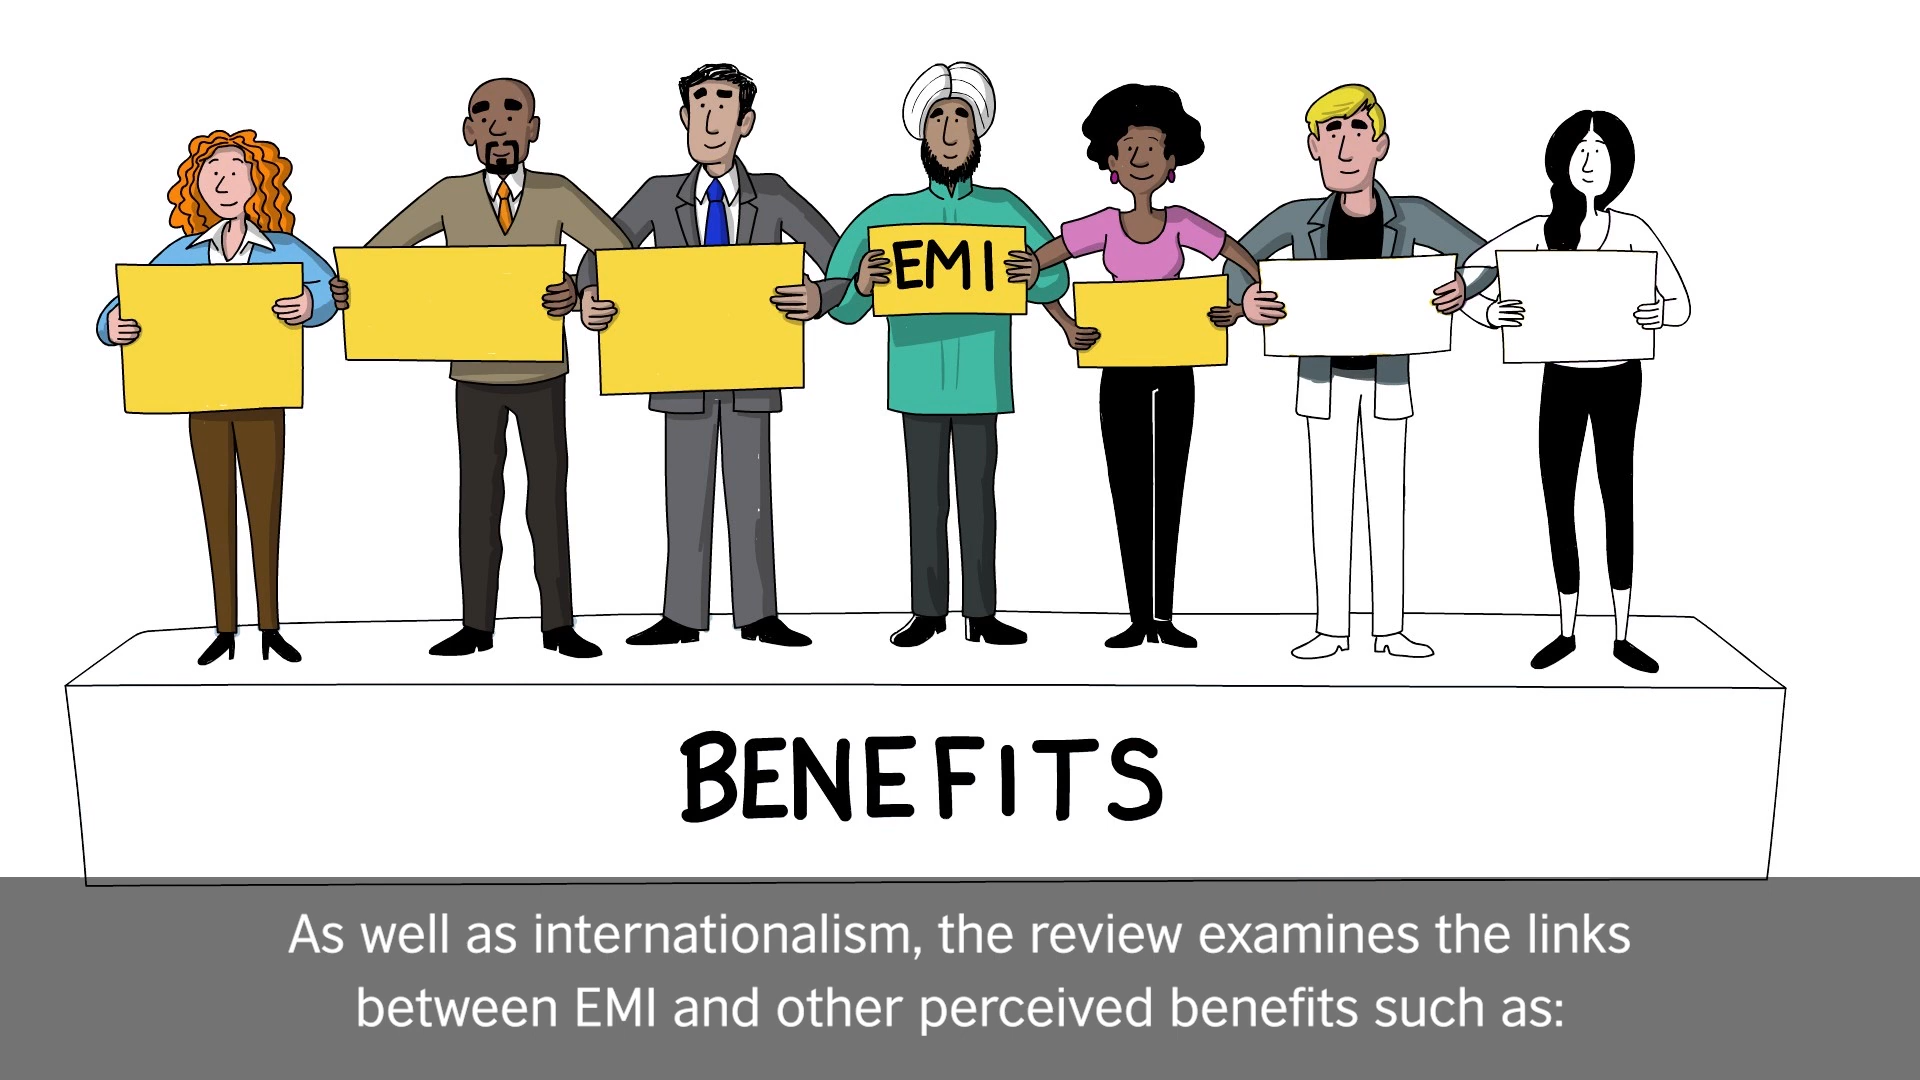 EMI
BENEFITS
As well as internationalism, the review examines the links
between EMI and other perceived benefits such as: